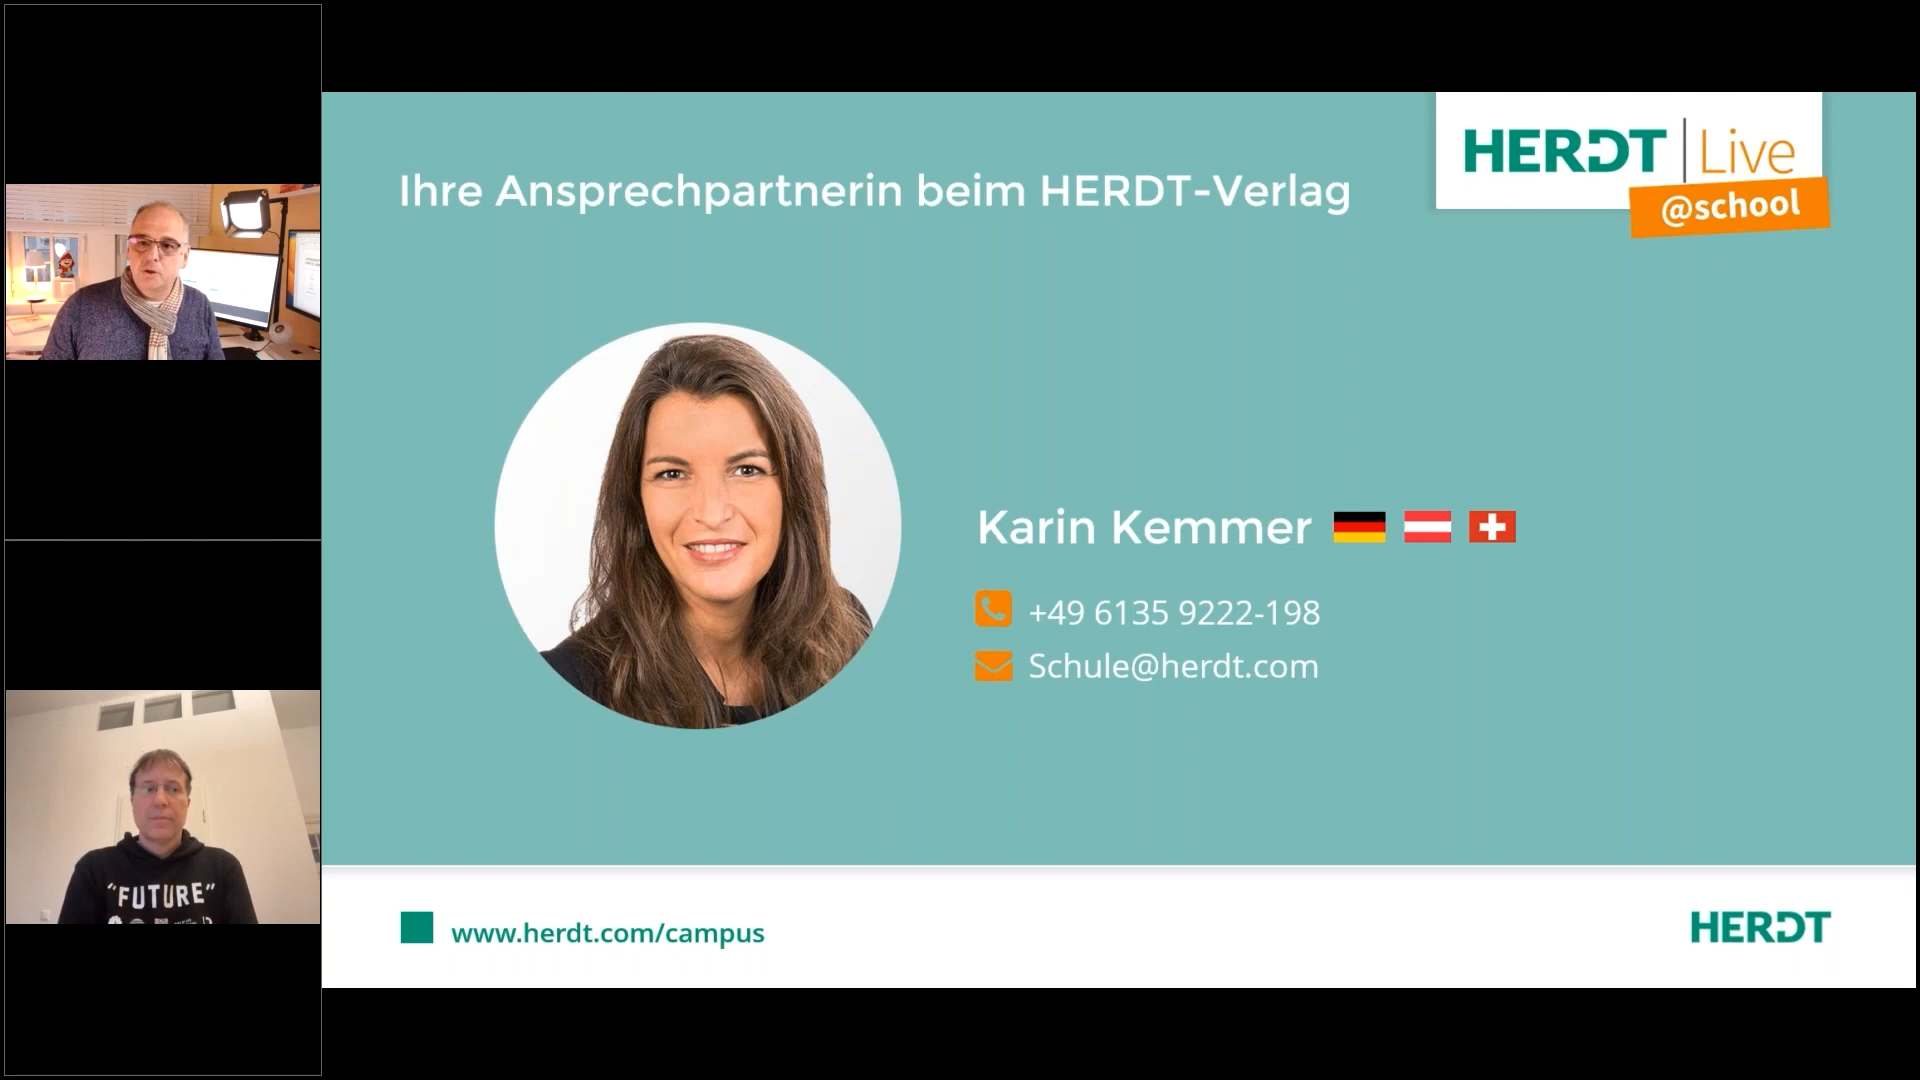 Ihre Ansprechpartnerin beim HERDT-Verlag
HERDT | Live
@school
Karin Kemmer
+49 6135 9222-198
Schule@herdt.com
"FUTURE"
www.herdt.com/campus
HERDT